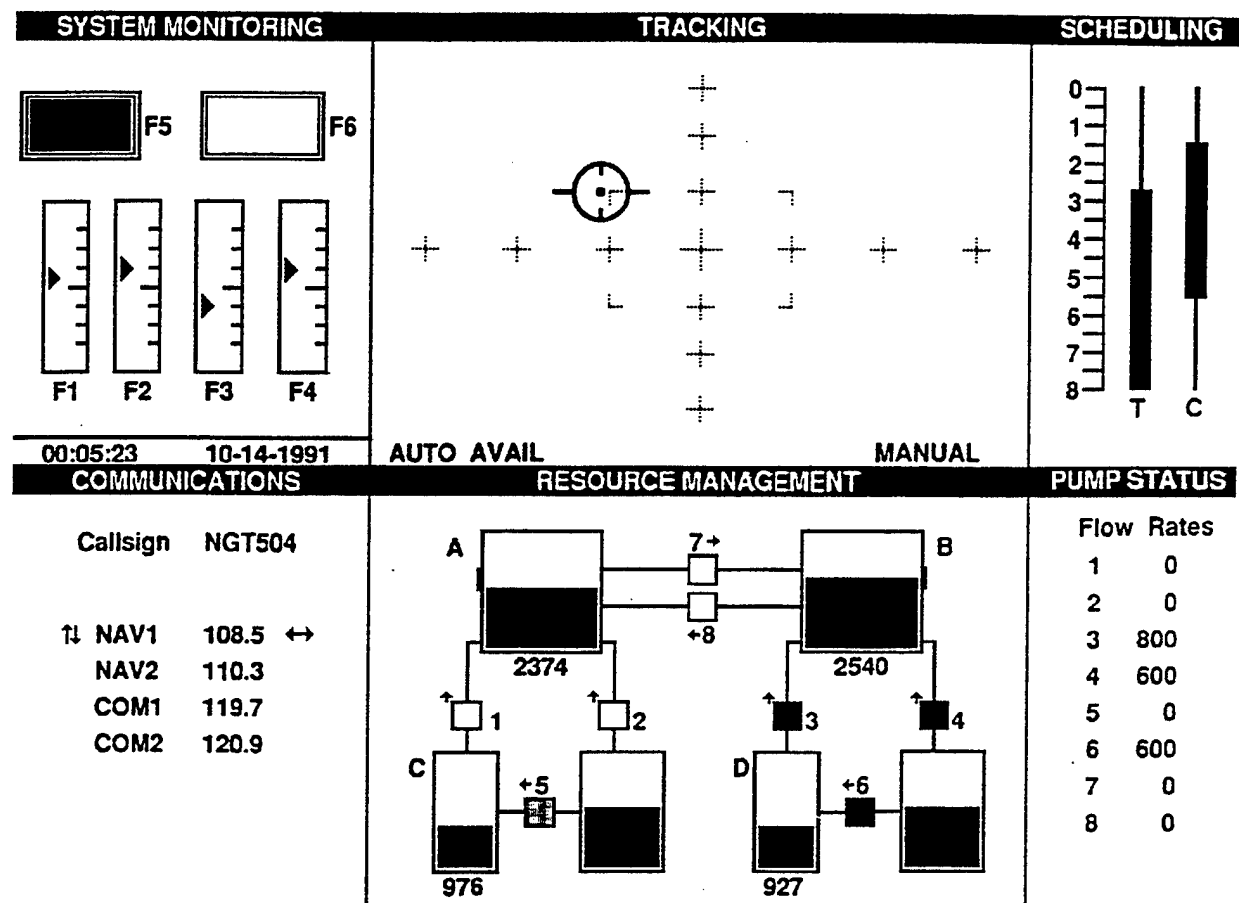 SYSTEM MONITORING
TRACKING
SCHEDULING
F5
F6
F1 F2 F3 F4
0
1
2
3
4
5
6
7
8
T C
00:05:23 10-14-1991
AUTO AVAIL
MANUAL
COMMUNICATIONS
RESOURCE MANAGEMENT
PUMP STATUS
Callsign NGT504
⇅ NAV1 108.5 ↔
NAV2 110.3
COM1 119.7
COM2 120.9
A
7→
B
←8
2374
2540
↑ 1
↑ 2
↑ 3
↑ 4
C
←5
D
←6
976
927
Flow Rates
1 0
2 0
3 800
4 600
5 0
6 600
7 0
8 0